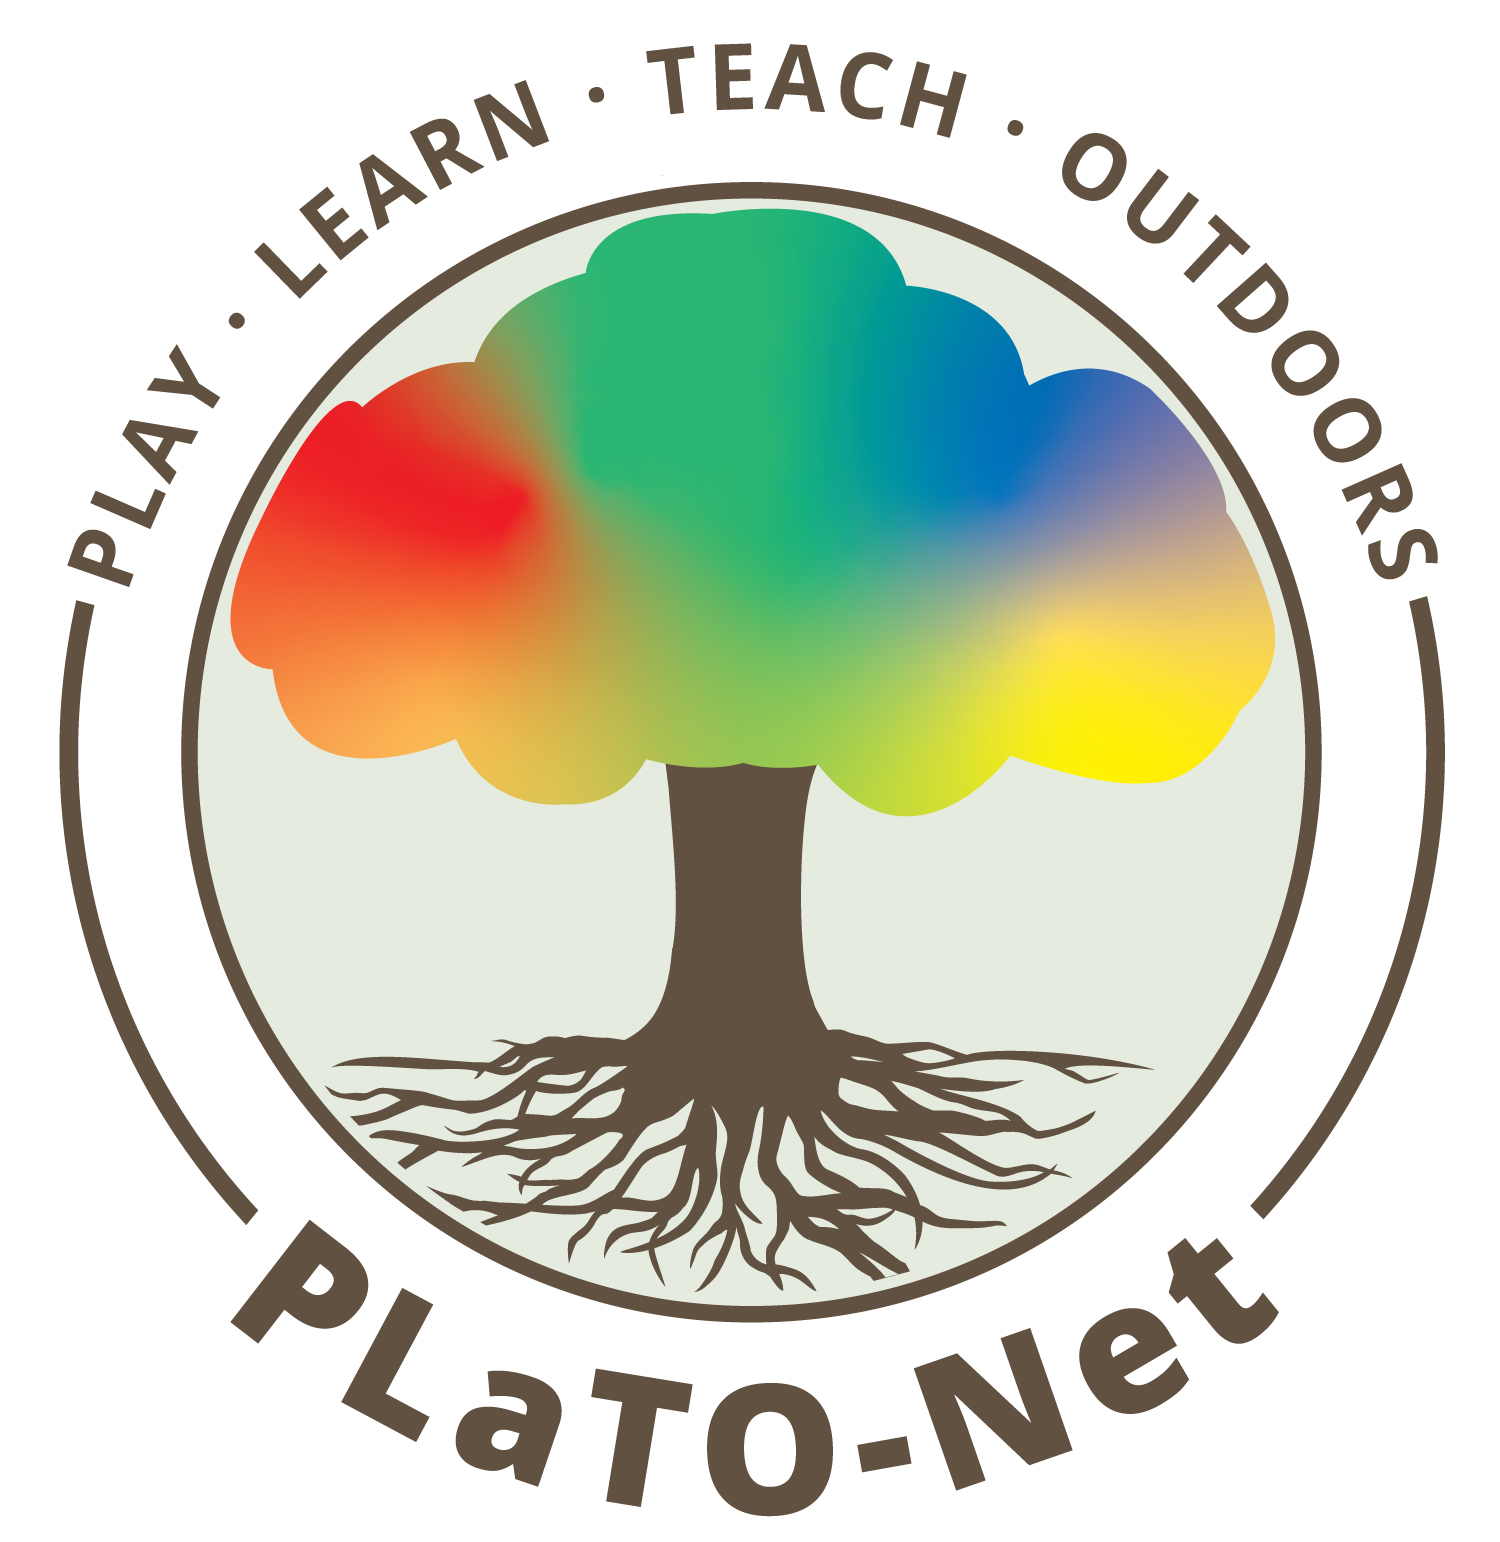 PLAY · LEARN · TEACH · OUTDOORS
PLaTO-Net